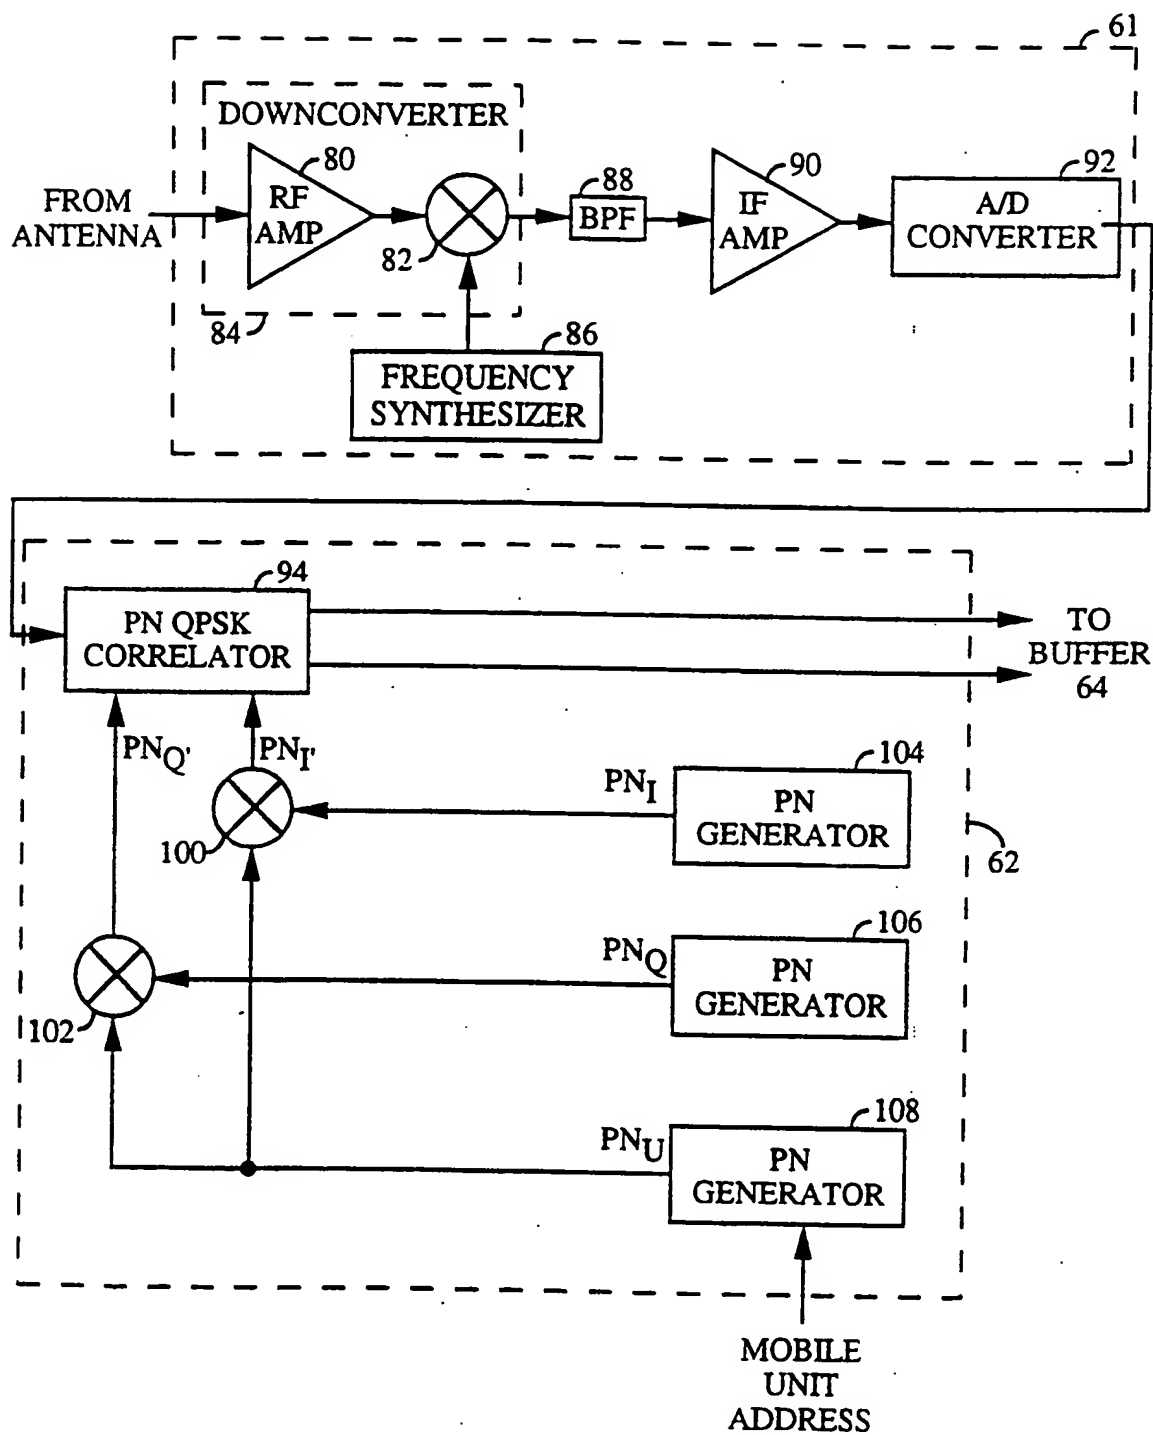 61
DOWNCONVERTER
80
90
92
88
FROM
ANTENNA
RF
AMP
82
BPF
IF
AMP
A/D
CONVERTER
84
86
FREQUENCY
SYNTHESIZER
94
PN QPSK
CORRELATOR
TO
BUFFER
64
PNQ'
PNI'
104
PNI
PN
GENERATOR
100
62
106
PNQ
PN
GENERATOR
102
108
PNU
PN
GENERATOR
MOBILE
UNIT
ADDRESS